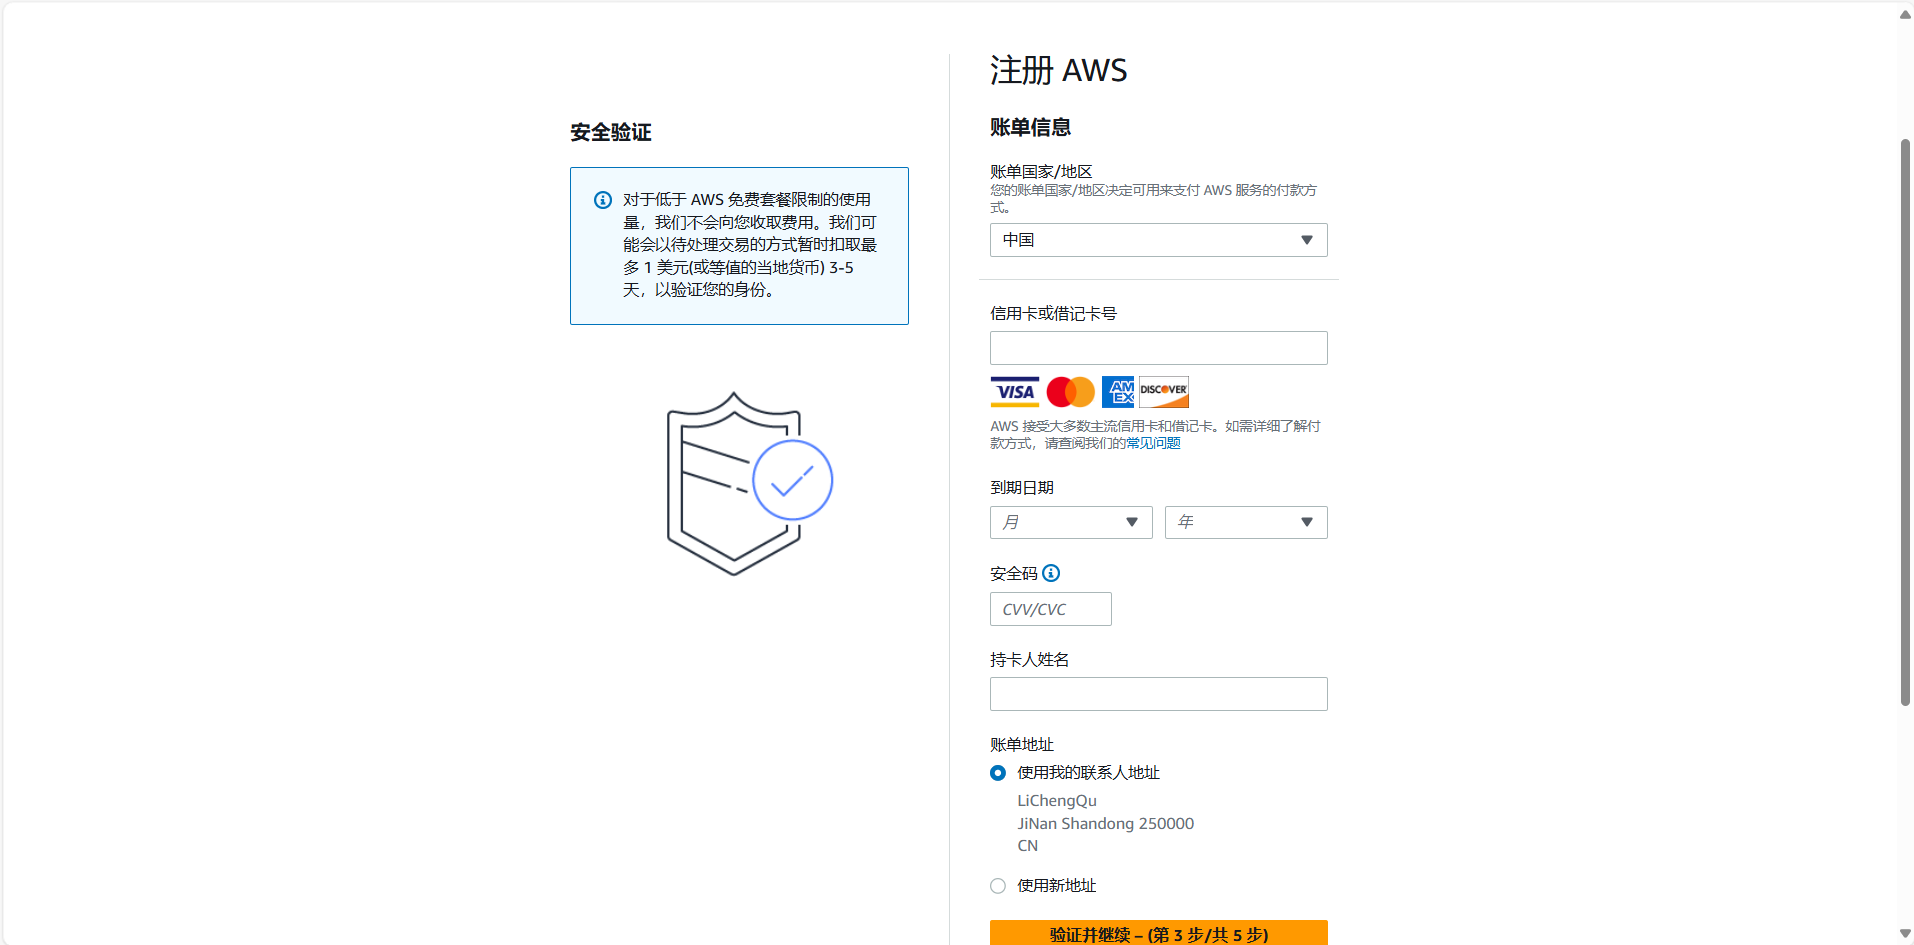 安全验证
对于低于 AWS 免费套餐限制的使用
量，我们不会向您收取费用。我们可
能会以待处理交易的方式暂时扣取最
多 1 美元(或等值的当地货币) 3-5
天，以验证您的身份。
注册 AWS
账单信息
账单国家/地区
您的账单国家/地区决定可用来支付 AWS 服务的付款方
式。
中国
信用卡或借记卡号
VISA AMEX DISCOVER
AWS 接受大多数主流信用卡和借记卡。如需详细了解付
款方式，请查阅我们的常见问题
到期日期
月 年
安全码
CVV/CVC
持卡人姓名
账单地址
使用我的联系人地址
LiChengQu
JiNan Shandong 250000
CN
使用新地址
验证并继续 – (第 3 步/共 5 步)